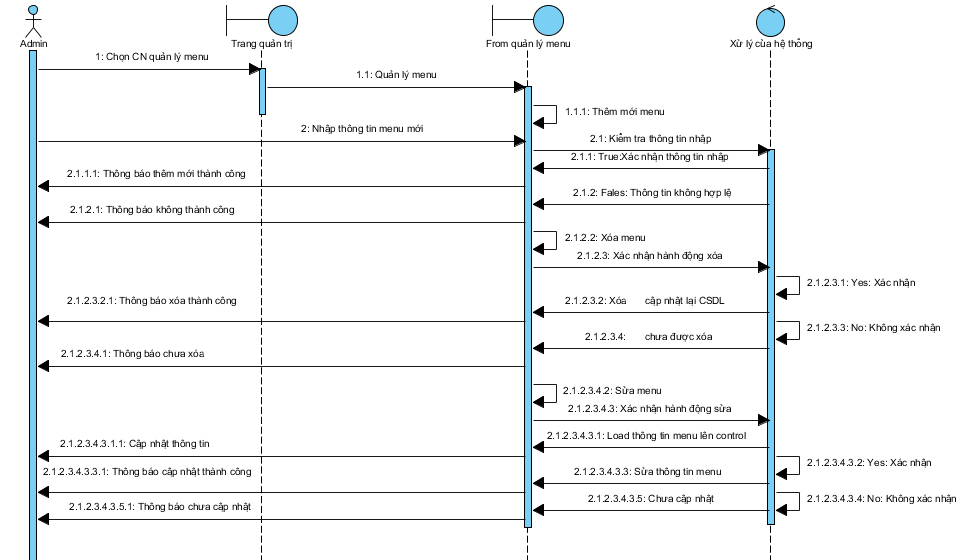 Admin
Trang quản trị
From quản lý menu
Xử lý của hệ thống
1: Chọn CN quản lý menu
1.1: Quản lý menu
1.1.1: Thêm mới menu
2: Nhập thông tin menu mới
2.1: Kiểm tra thông tin nhập
2.1.1: True:Xác nhận thông tin nhập
2.1.1.1: Thông báo thêm mới thành công
2.1.2: Fales: Thông tin không hợp lệ
2.1.2.1: Thông báo không thành công
2.1.2.2: Xóa menu
2.1.2.3: Xác nhận hành động xóa
2.1.2.3.1: Yes: Xác nhận
2.1.2.3.2.1: Thông báo xóa thành công
2.1.2.3.2: Xóa cập nhật lại CSDL
2.1.2.3.3: No: Không xác nhận
2.1.2.3.4: chưa được xóa
2.1.2.3.4.1: Thông báo chưa xóa
2.1.2.3.4.2: Sửa menu
2.1.2.3.4.3: Xác nhận hành động sửa
2.1.2.3.4.3.1: Load thông tin menu lên control
2.1.2.3.4.3.1.1: Cập nhật thông tin
2.1.2.3.4.3.2: Yes: Xác nhận
2.1.2.3.4.3.3.1: Thông báo cập nhật thành công
2.1.2.3.4.3.3: Sửa thông tin menu
2.1.2.3.4.3.4: No: Không xác nhận
2.1.2.3.4.3.5: Chưa cập nhật
2.1.2.3.4.3.5.1: Thông báo chưa cập nhật